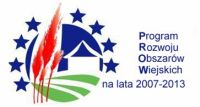 Program
Rozwoju
Obszarów
Wiejskich
na lata 2007-2013